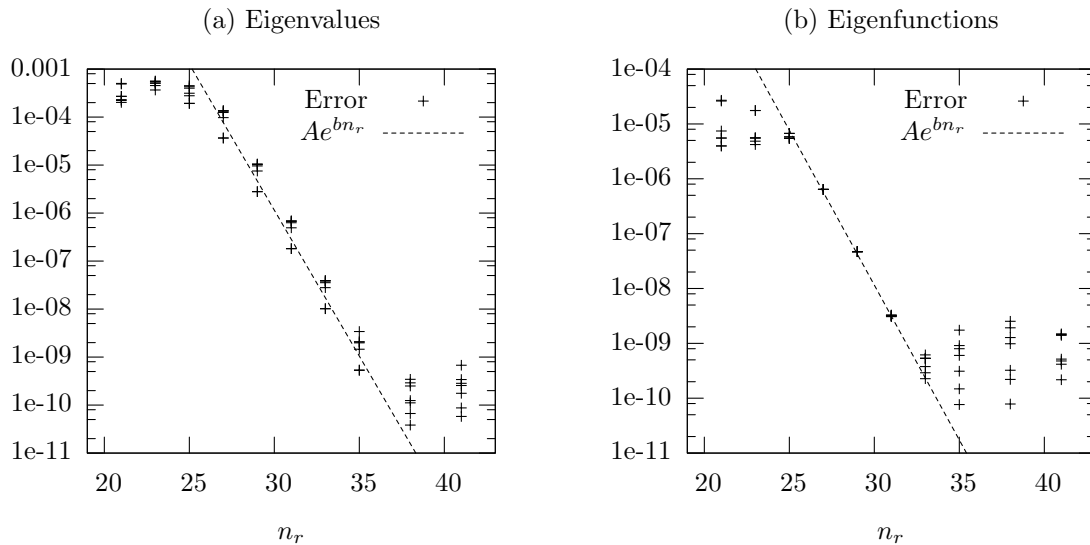 (a) Eigenvalues
0.001
1e-04
1e-05
1e-06
1e-07
1e-08
1e-09
1e-10
1e-11
20 25 30 35 40
Error
Ae^{bn_r}
n_r
(b) Eigenfunctions
1e-04
1e-05
1e-06
1e-07
1e-08
1e-09
1e-10
1e-11
20 25 30 35 40
Error
Ae^{bn_r}
n_r